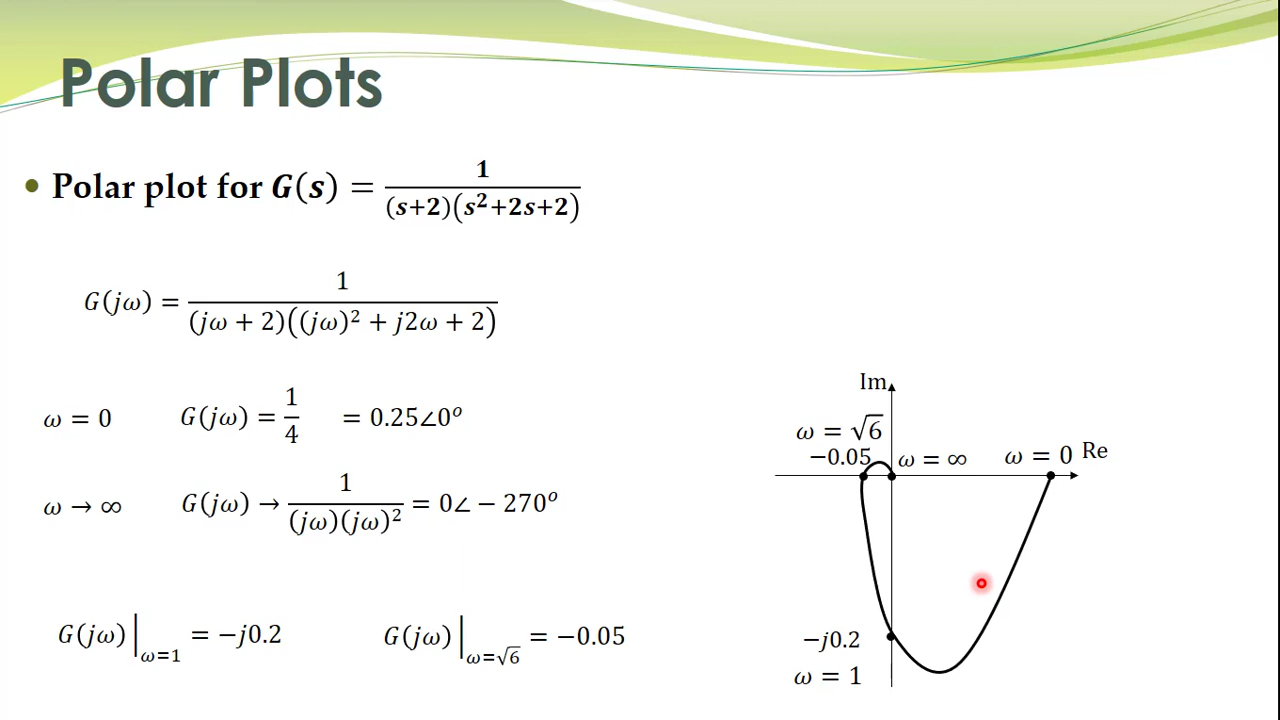 Polar Plots
• Polar plot for G(s) = 1/((s+2)(s²+2s+2))
G(jω) = 1/((jω + 2)((jω)² + j2ω + 2))
ω = 0 G(jω) = 1/4 = 0.25∠0ᵒ
ω → ∞ G(jω) → 1/((jω)(jω)²) = 0∠ − 270ᵒ
G(jω)|ω=1 = −j0.2 G(jω)|ω=√6 = −0.05
Im
ω = √6
−0.05 ω = ∞ ω = 0 Re
−j0.2
ω = 1